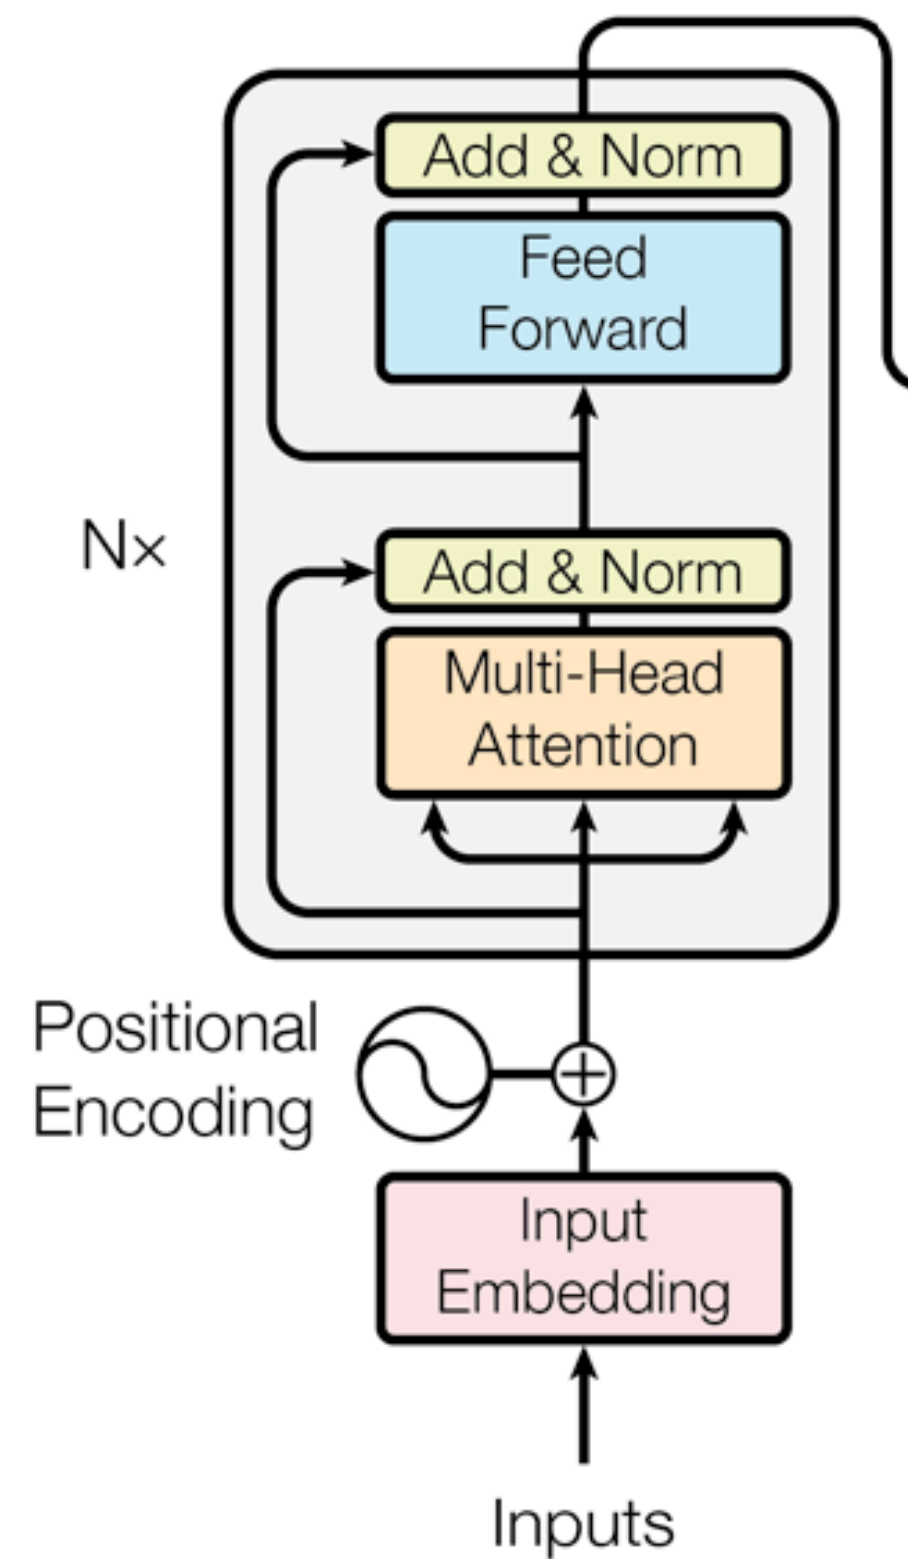 Add & Norm
Feed
Forward
Nx
Add & Norm
Multi-Head
Attention
Positional
Encoding
Input
Embedding
Inputs